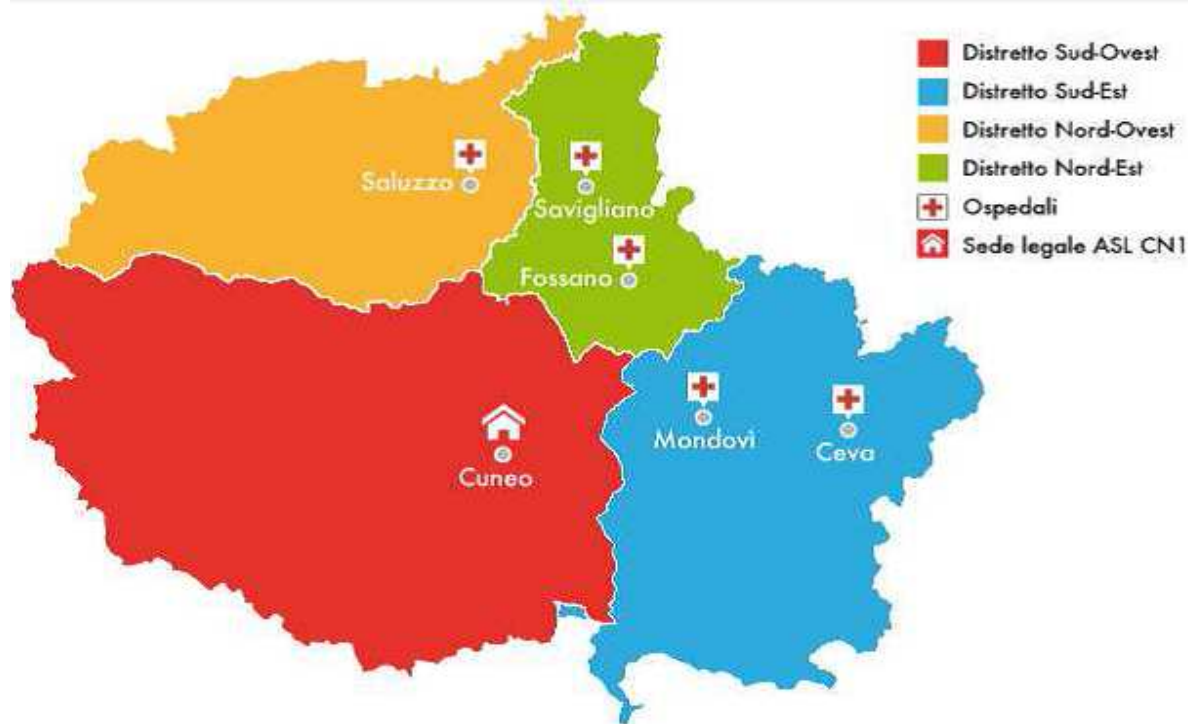 Distretto Sud-Ovest
Distretto Sud-Est
Distretto Nord-Ovest
Distretto Nord-Est
Ospedali
Sede legale ASL CN1
Saluzzo
Savigliano
Fossano
Mondovì
Ceva
Cuneo